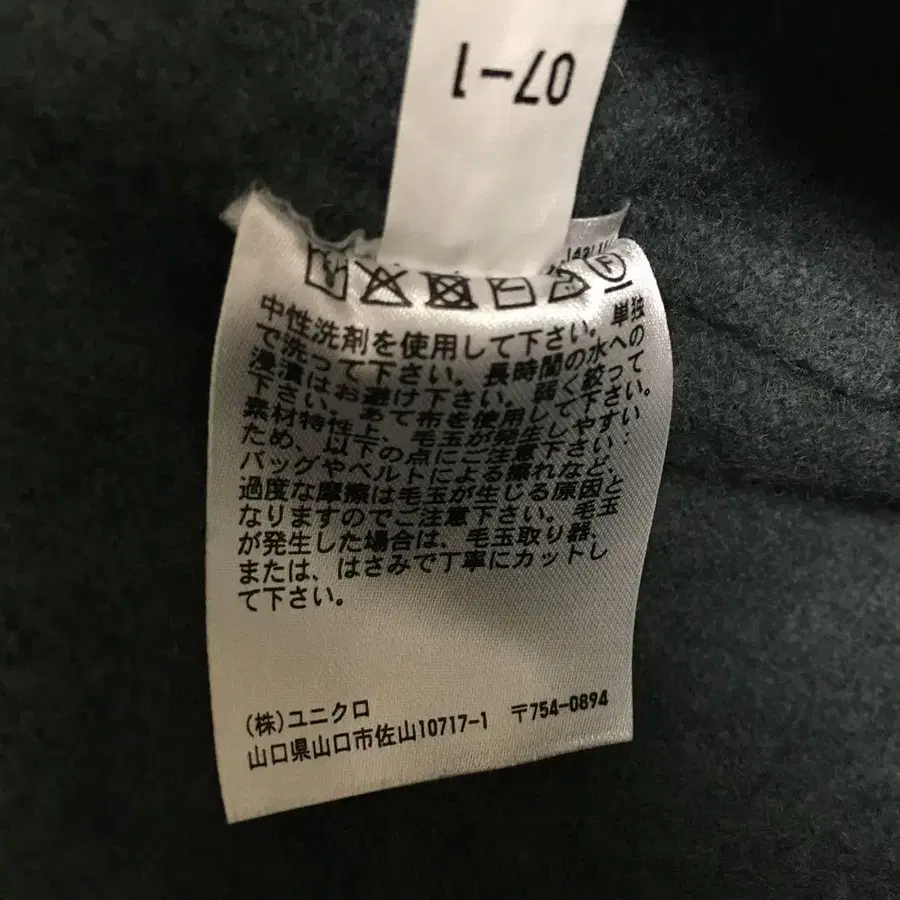 07-1
中性洗剤を使用して下さい。単独
で洗って下さい。長時間の水への
浸漬はお避け下さい。弱く絞って
下さい。あて布を使用して下さい。
素材特性上、毛玉が発生しやすい
ため、以下の点にご注意下さい:
バッグやベルトによる擦れなど、
過度な摩擦は毛玉が生じる原因と
なりますのでご注意下さい。毛玉
が発生した場合は、毛玉取り器、
または、はさみで丁寧にカットし
て下さい。
(株)ユニクロ
山口県山口市佐山10717-1 〒754-0894